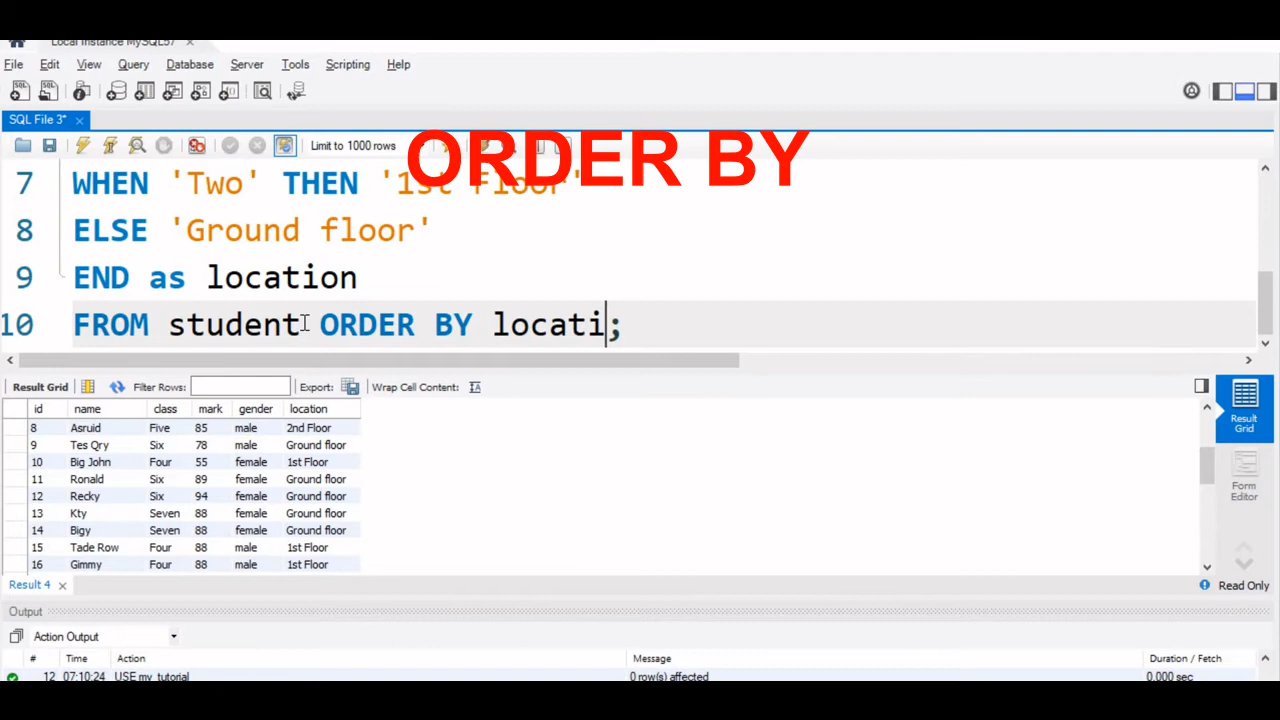 Local Instance MySQL57 ×
File Edit View Query Database Server Tools Scripting Help
SQL File 3* ×
Limit to 1000 rows
ORDER BY
7 WHEN 'Two' THEN '1st Floor'
8 ELSE 'Ground floor'
9 END as location
10 FROM student ORDER BY locati;
Result Grid Filter Rows: Export: Wrap Cell Content:
id name class mark gender location
8 Asruid Five 85 male 2nd Floor
9 Tes Qry Six 78 male Ground floor
10 Big John Four 55 female 1st Floor
11 Ronald Six 89 female Ground floor
12 Recky Six 94 female Ground floor
13 Kty Seven 88 female Ground floor
14 Bigy Seven 88 female Ground floor
15 Tade Row Four 88 male 1st Floor
16 Gimmy Four 88 male 1st Floor
Result Grid
Form Editor
Result 4 × Read Only
Output
Action Output
# Time Action Message Duration / Fetch
12 07:10:24 USE my_tutorial 0 row(s) affected 0.000 sec